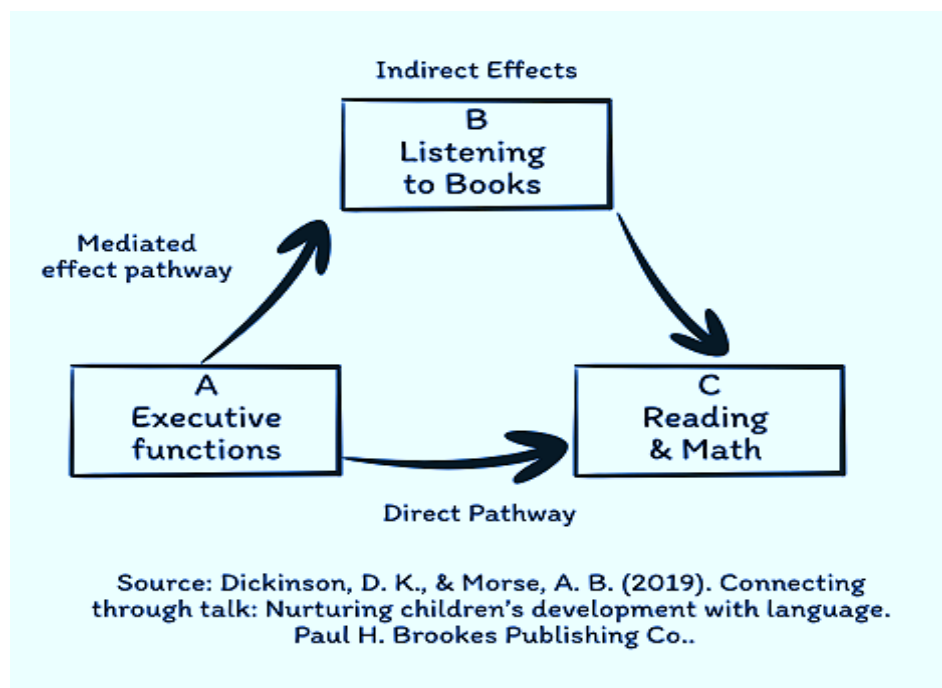 Indirect Effects
B
Listening
to Books
Mediated
effect pathway
A
Executive
functions
C
Reading
& Math
Direct Pathway
Source: Dickinson, D. K., & Morse, A. B. (2019). Connecting
through talk: Nurturing children's development with language.
Paul H. Brookes Publishing Co..